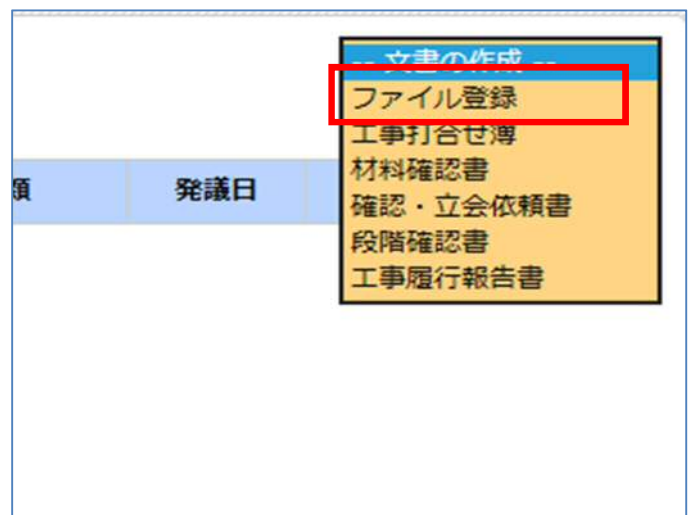 -- 文書の作成 --
ファイル登録
工事打合せ簿
材料確認書
額 発議日
確認・立会依頼書
段階確認書
工事履行報告書